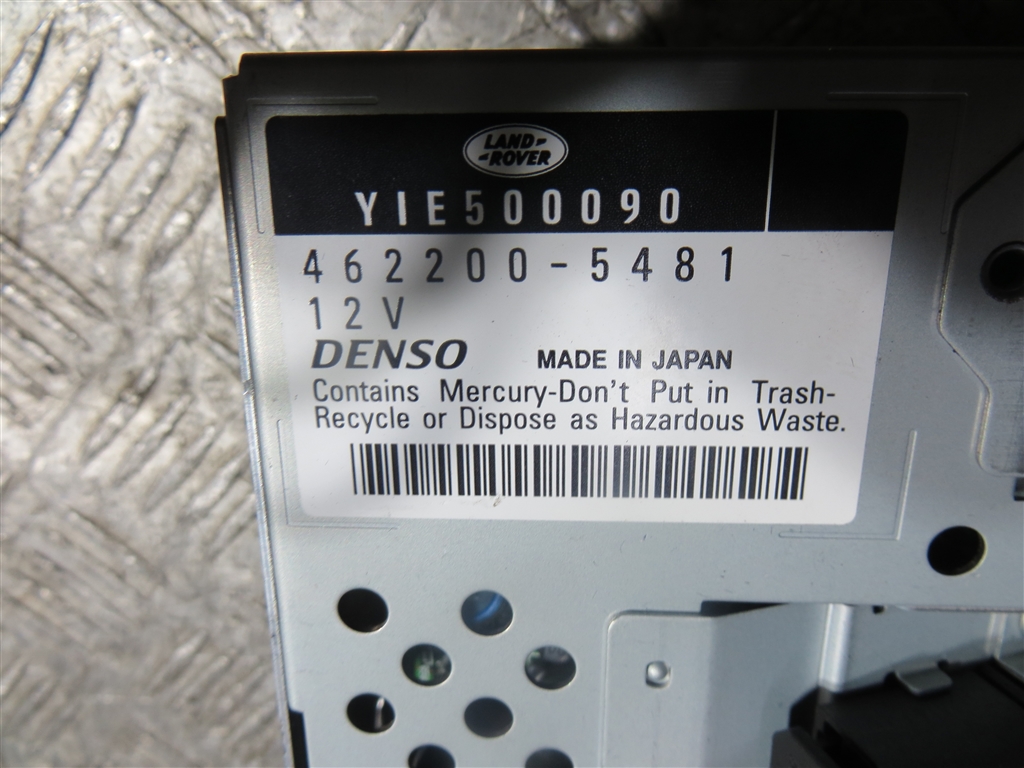 LAND-
-ROVER
YIE500090
462200-5481
12V
DENSO MADE IN JAPAN
Contains Mercury-Don't Put in Trash-
Recycle or Dispose as Hazardous Waste.